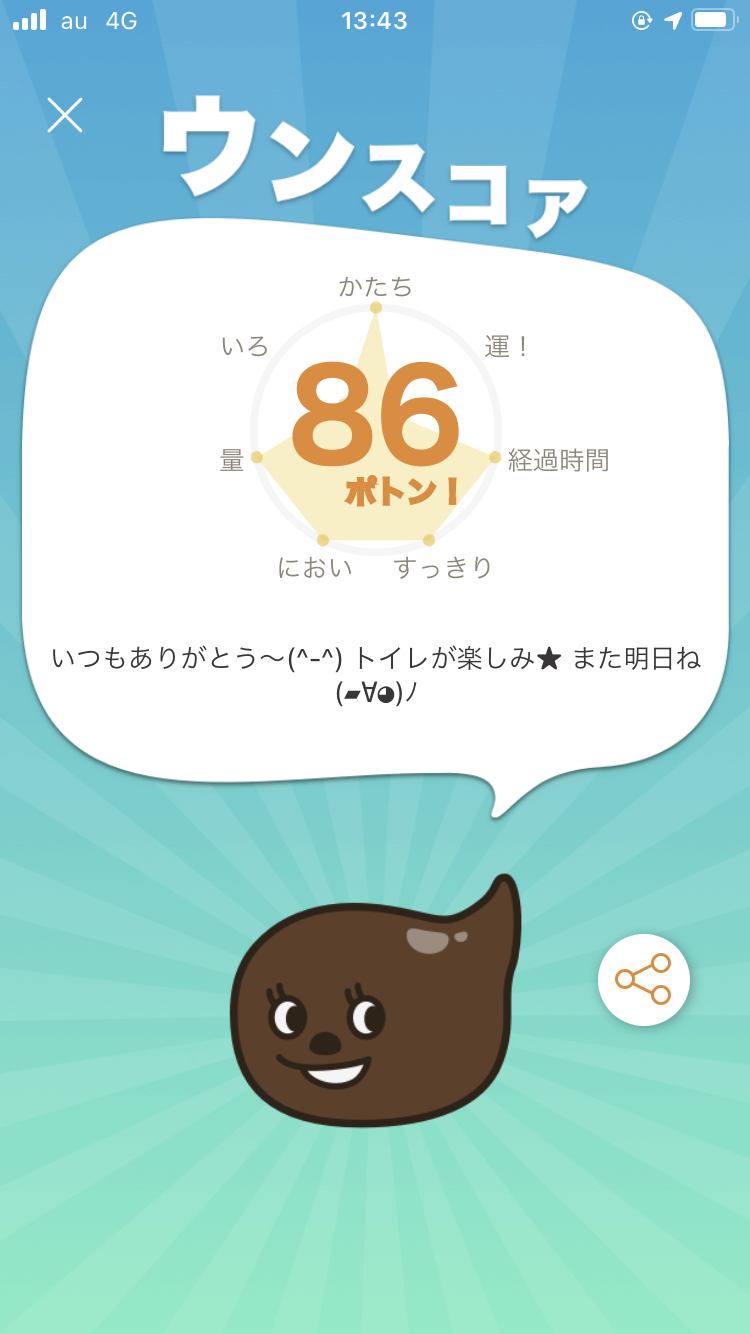 au 4G 13:43
ウンスコア
かたち
いろ 運！
86
量 経過時間
ポトン！
におい すっきり
いつもありがとう〜(^-^) トイレが楽しみ★ また明日ね
(▰∀◕)ﾉ